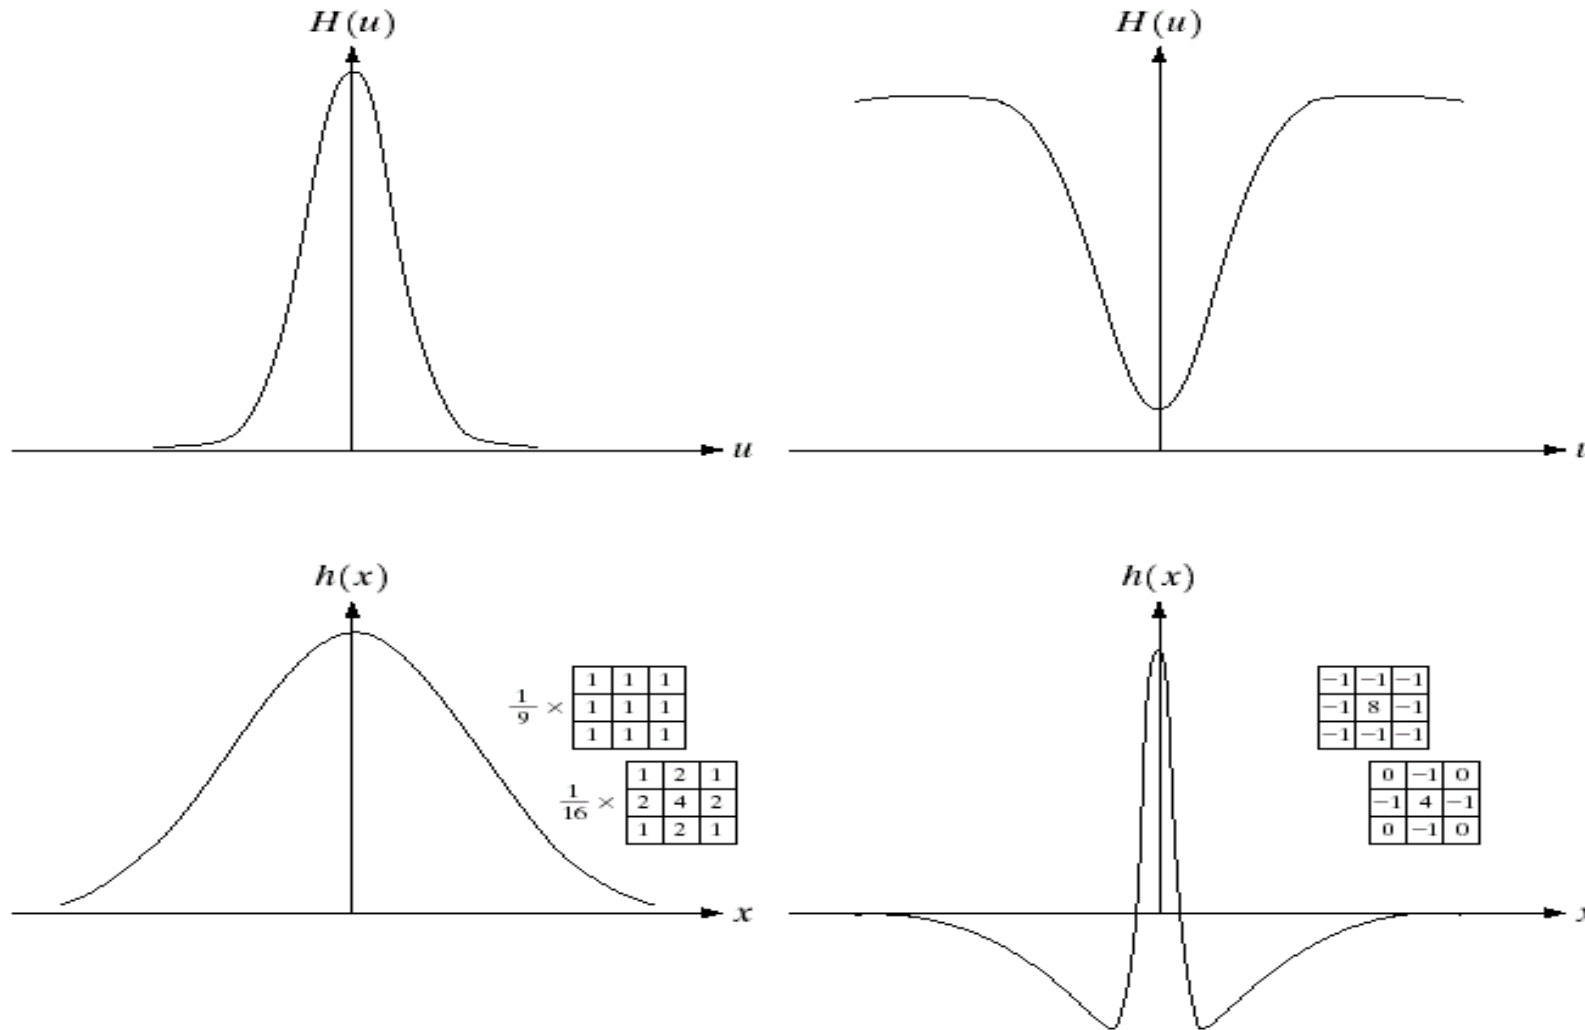 H(u)
H(u)
u
h(x)
h(x)
1/9 ×
1 1 1
1 1 1
1 1 1
1/16 ×
1 2 1
2 4 2
1 2 1
x
−1 −1 −1
−1 8 −1
−1 −1 −1
0 −1 0
−1 4 −1
0 −1 0